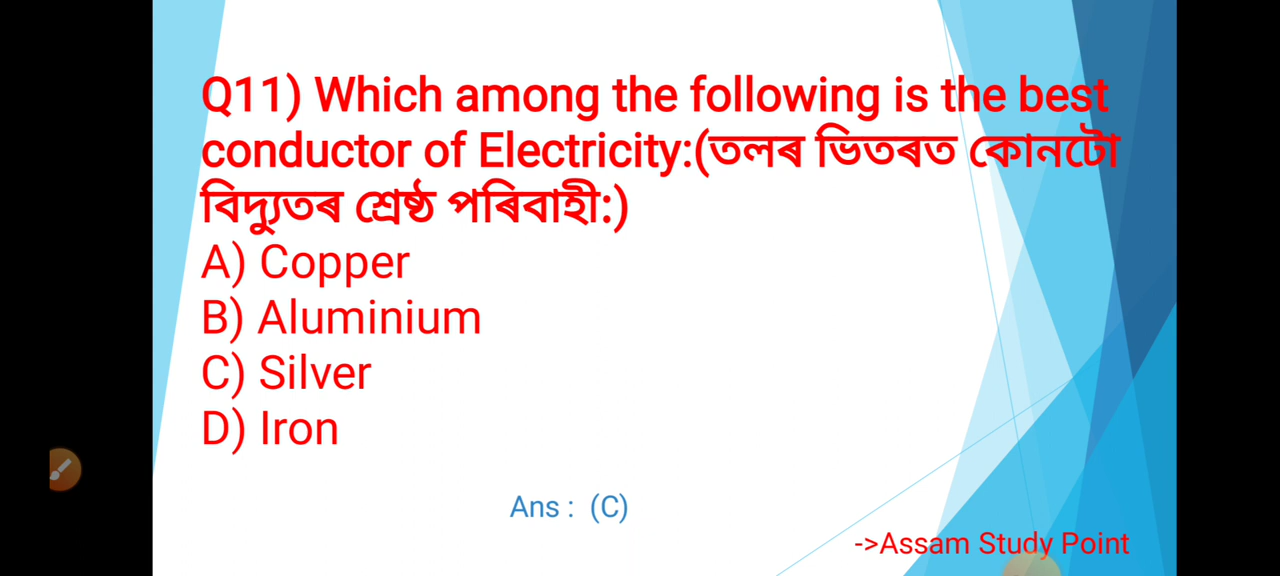 Q11) Which among the following is the best
conductor of Electricity:(তলৰ ভিতৰত কোনটো
বিদ্যুতৰ শ্ৰেষ্ঠ পৰিবাহী:)
A) Copper
B) Aluminium
C) Silver
D) Iron
Ans : (C)
->Assam Study Point